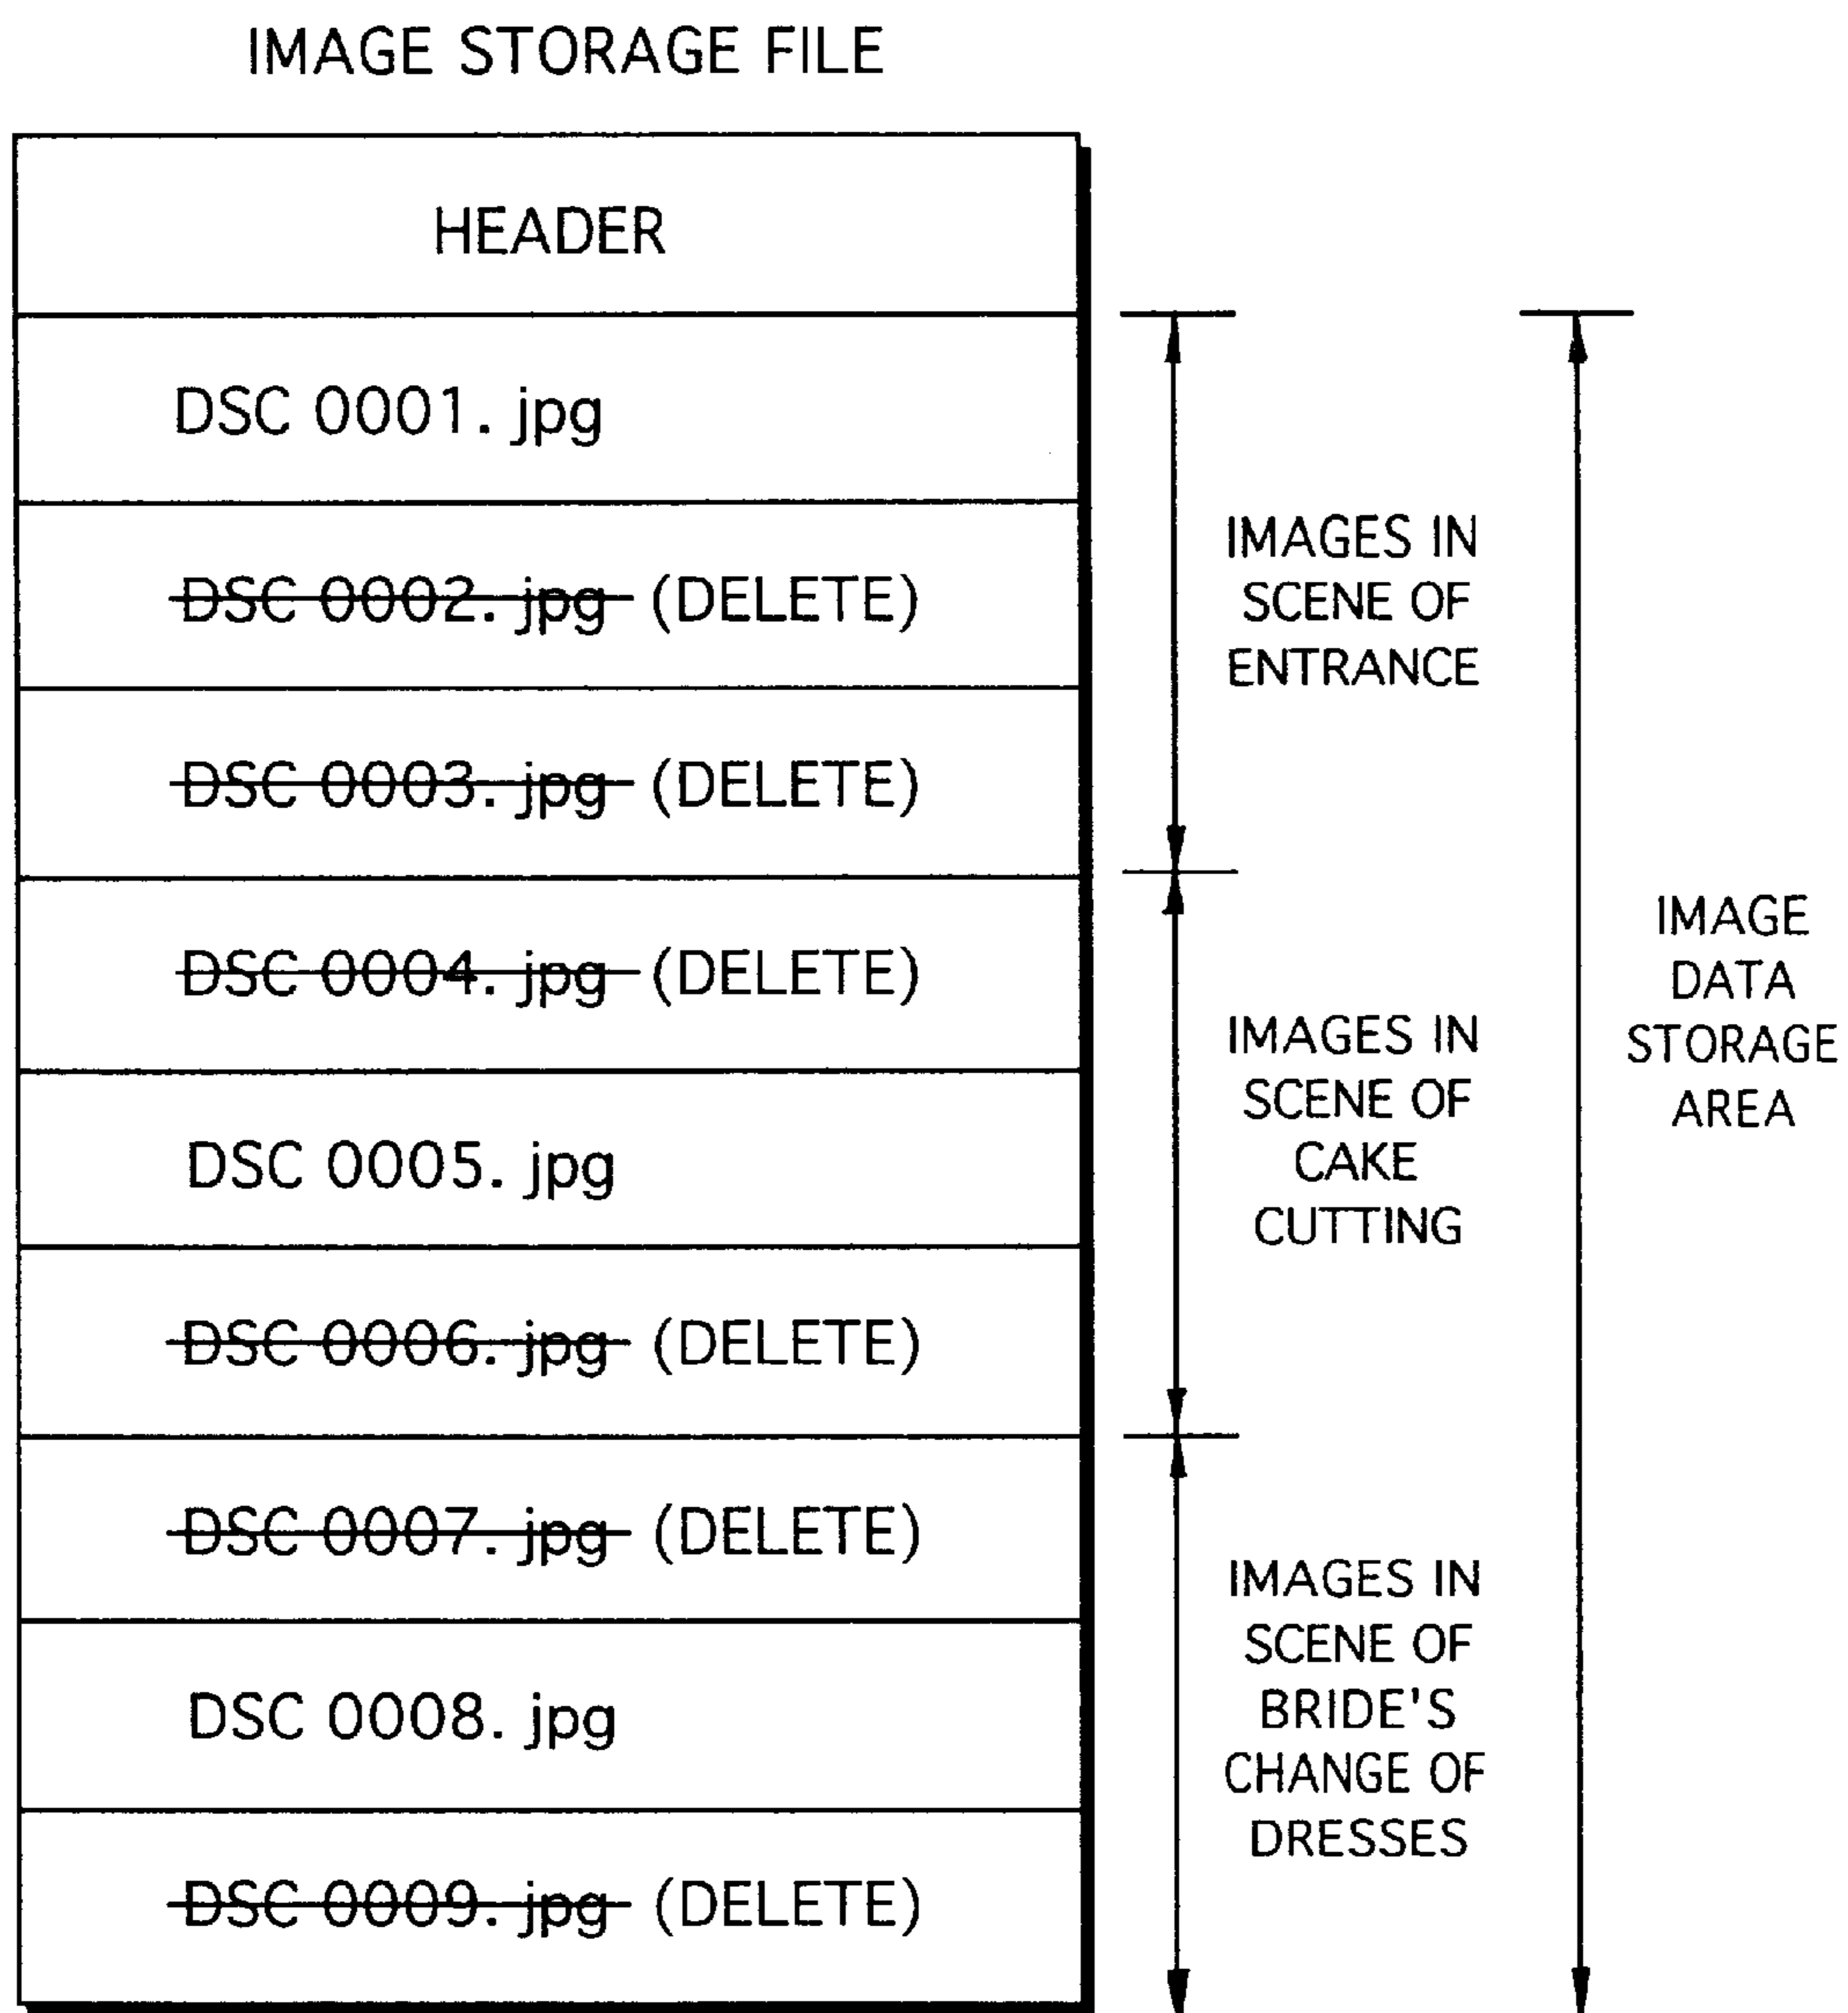 IMAGE STORAGE FILE
HEADER
DSC 0001. jpg
DSC 0002. jpg (DELETE)
DSC 0003. jpg (DELETE)
DSC 0004. jpg (DELETE)
DSC 0005. jpg
DSC 0006. jpg (DELETE)
DSC 0007. jpg (DELETE)
DSC 0008. jpg
DSC 0009. jpg (DELETE)
IMAGES IN
SCENE OF
ENTRANCE
IMAGES IN
SCENE OF
CAKE
CUTTING
IMAGES IN
SCENE OF
BRIDE'S
CHANGE OF
DRESSES
IMAGE
DATA
STORAGE
AREA